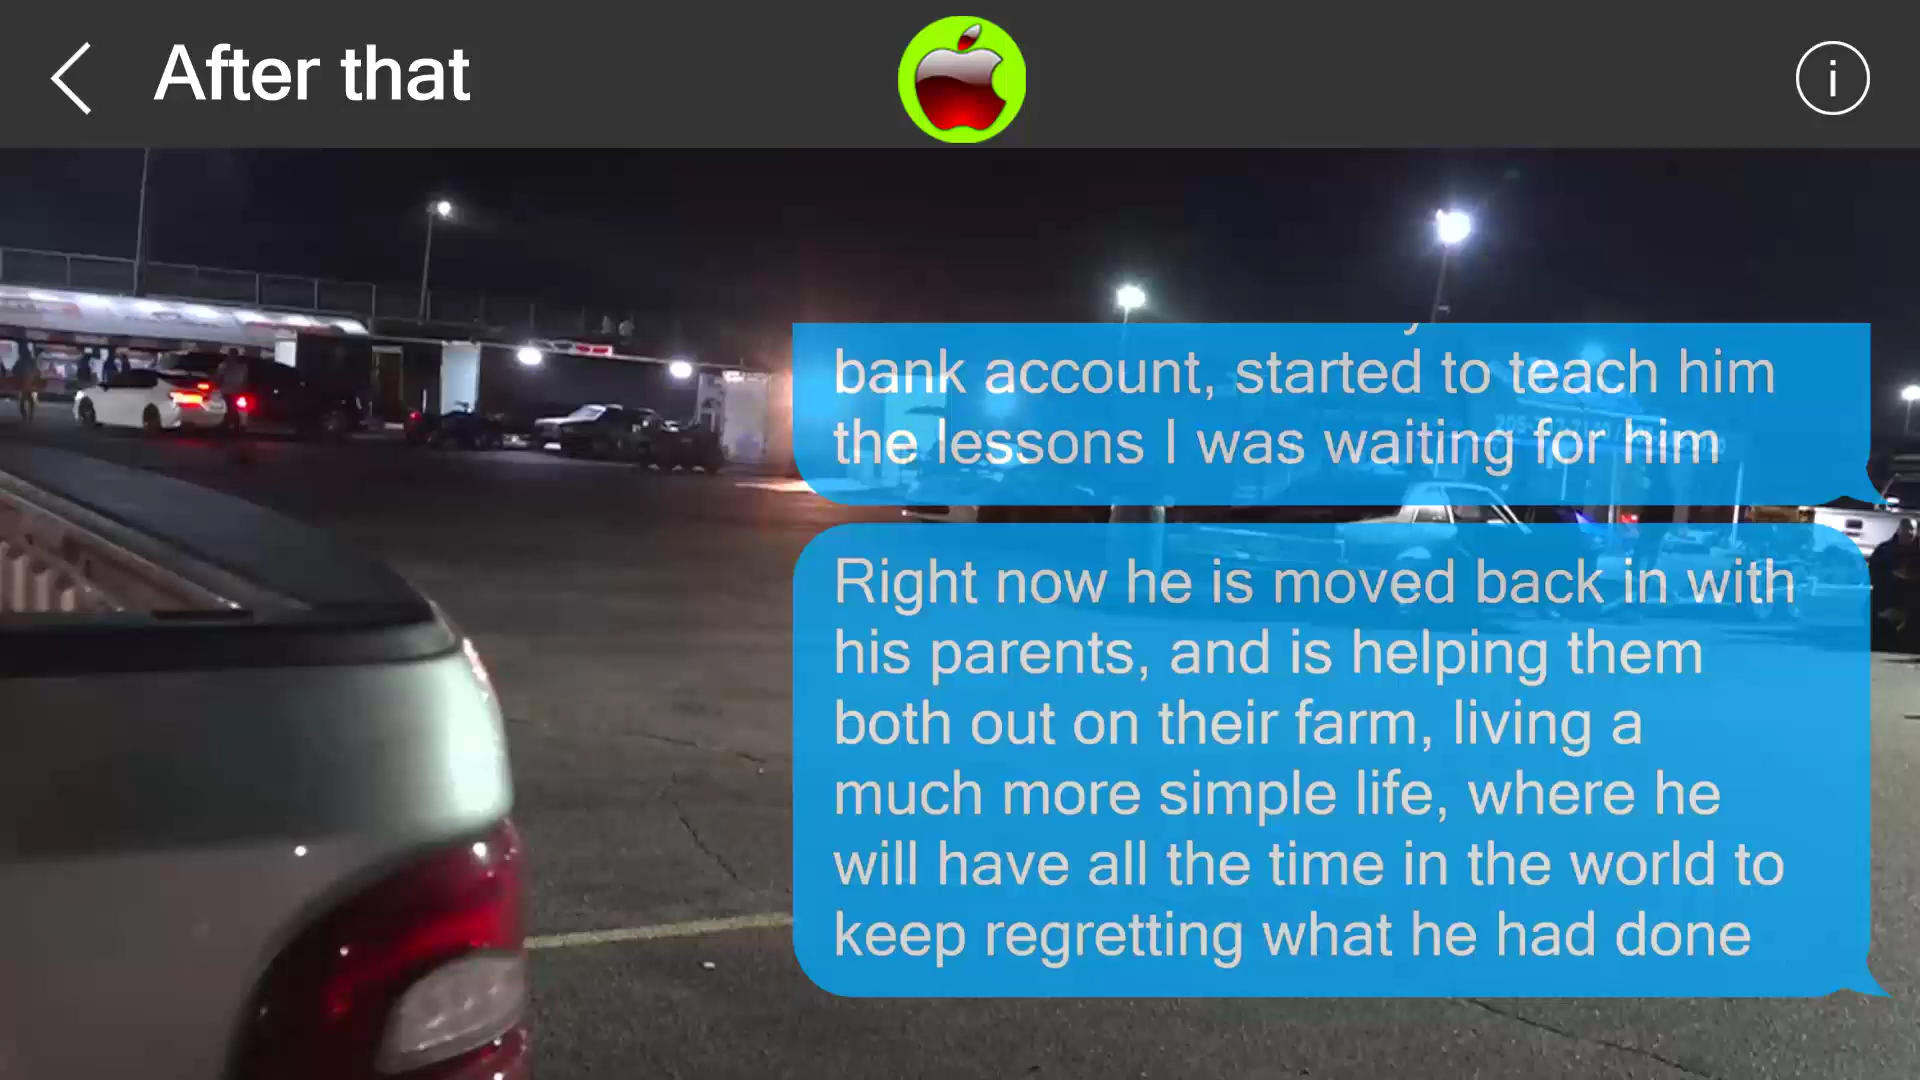 After that
bank account, started to teach him
the lessons I was waiting for him
Right now he is moved back in with
his parents, and is helping them
both out on their farm, living a
much more simple life, where he
will have all the time in the world to
keep regretting what he had done